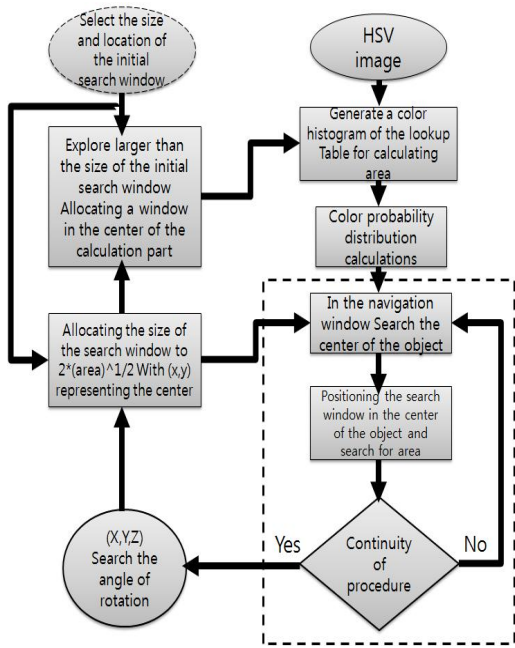 Select the size
and location of
the initial
search window
HSV
image
Explore larger than
the size of the initial
search window
Allocating a window
in the center of the
calculation part
Generate a color
histogram of the lookup
Table for calculating
area
Color probability
distribution
calculations
Allocating the size of
the search window to
2*(area)^1/2 With (x,y)
representing the center
In the navigation
window Search the
center of the object
Positioning the search
window in the center
of the object and
search for area
(X,Y,Z)
Search the
angle of
rotation
Yes
Continuity
of
procedure
No